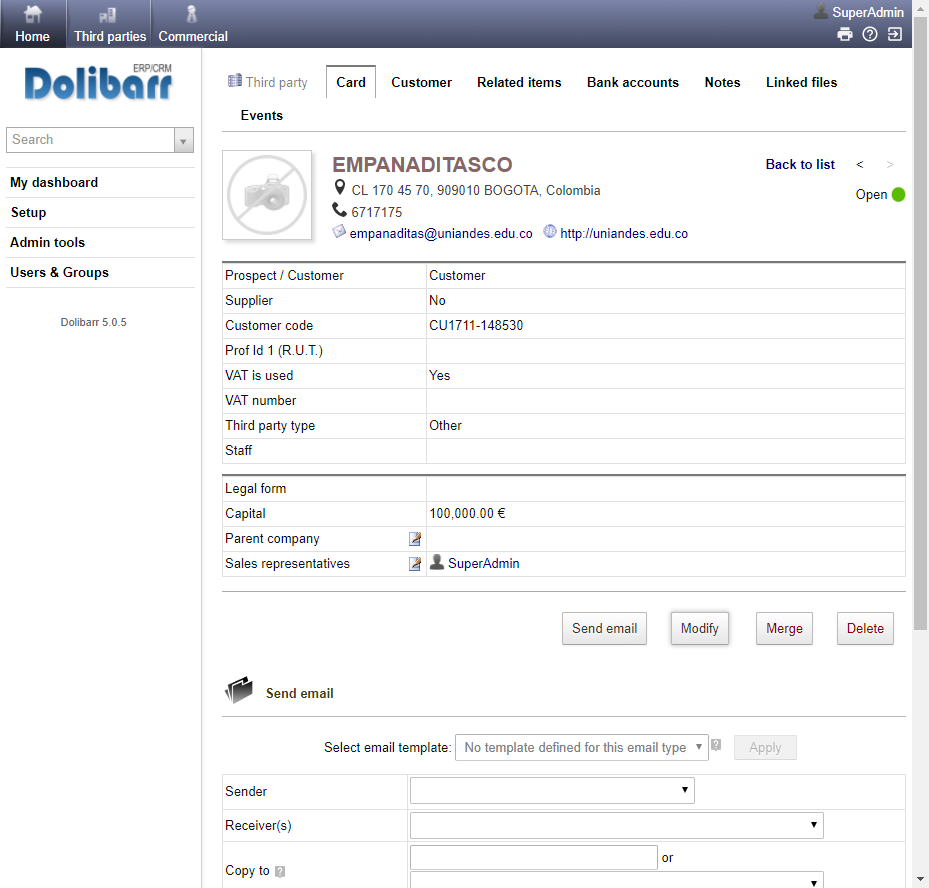 Home
Third parties
Commercial
SuperAdmin
ERP/CRM
Dolibarr
Search
My dashboard
Setup
Admin tools
Users & Groups
Dolibarr 5.0.5
Third party
Card
Customer
Related items
Bank accounts
Notes
Linked files
Events
EMPANADITASCO
CL 170 45 70, 909010 BOGOTA, Colombia
6717175
empanaditas@uniandes.edu.co http://uniandes.edu.co
Back to list < >
Open
Prospect / Customer Customer
Supplier No
Customer code CU1711-148530
Prof Id 1 (R.U.T.)
VAT is used Yes
VAT number
Third party type Other
Staff
Legal form
Capital 100,000.00 €
Parent company
Sales representatives SuperAdmin
Send email Modify Merge Delete
Send email
Select email template: No template defined for this email type ? Apply
Sender
Receiver(s)
Copy to ? or